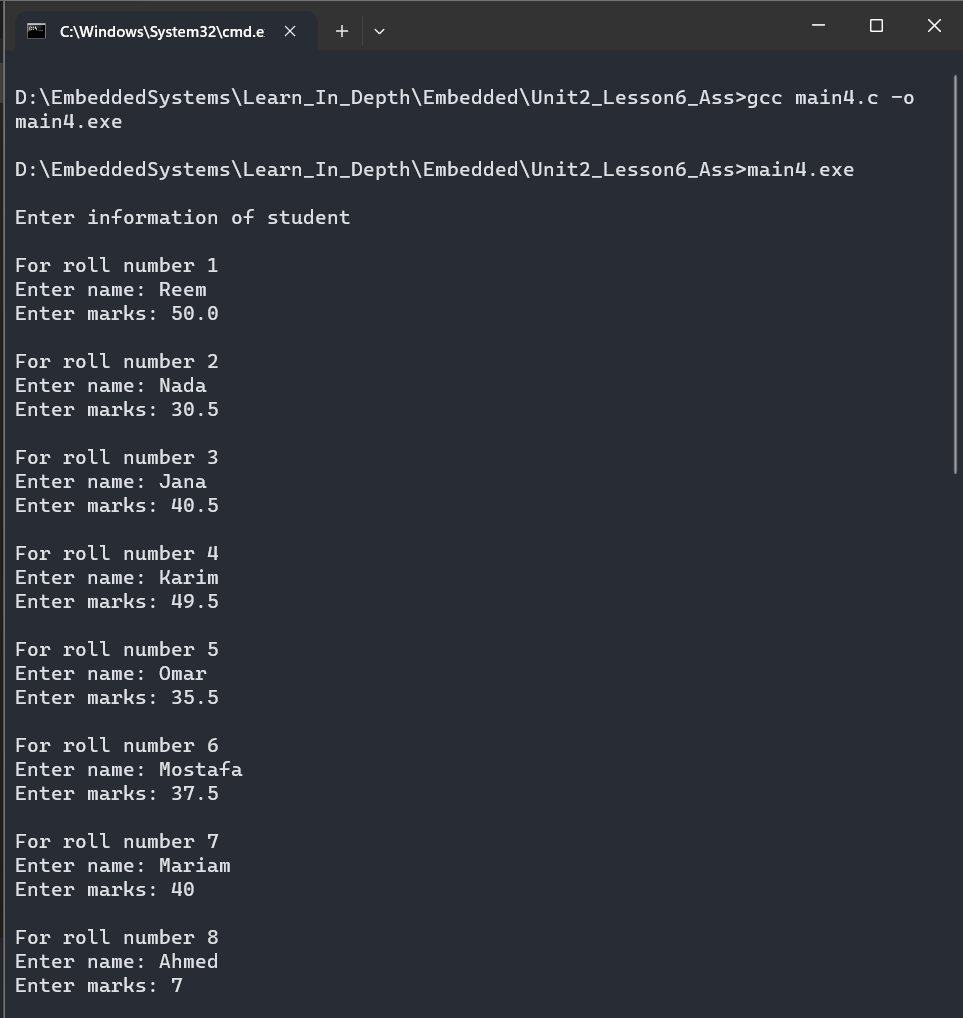 C:\Windows\System32\cmd.e
D:\EmbeddedSystems\Learn_In_Depth\Embedded\Unit2_Lesson6_Ass>gcc main4.c -o
main4.exe
D:\EmbeddedSystems\Learn_In_Depth\Embedded\Unit2_Lesson6_Ass>main4.exe
Enter information of student
For roll number 1
Enter name: Reem
Enter marks: 50.0
For roll number 2
Enter name: Nada
Enter marks: 30.5
For roll number 3
Enter name: Jana
Enter marks: 40.5
For roll number 4
Enter name: Karim
Enter marks: 49.5
For roll number 5
Enter name: Omar
Enter marks: 35.5
For roll number 6
Enter name: Mostafa
Enter marks: 37.5
For roll number 7
Enter name: Mariam
Enter marks: 40
For roll number 8
Enter name: Ahmed
Enter marks: 7